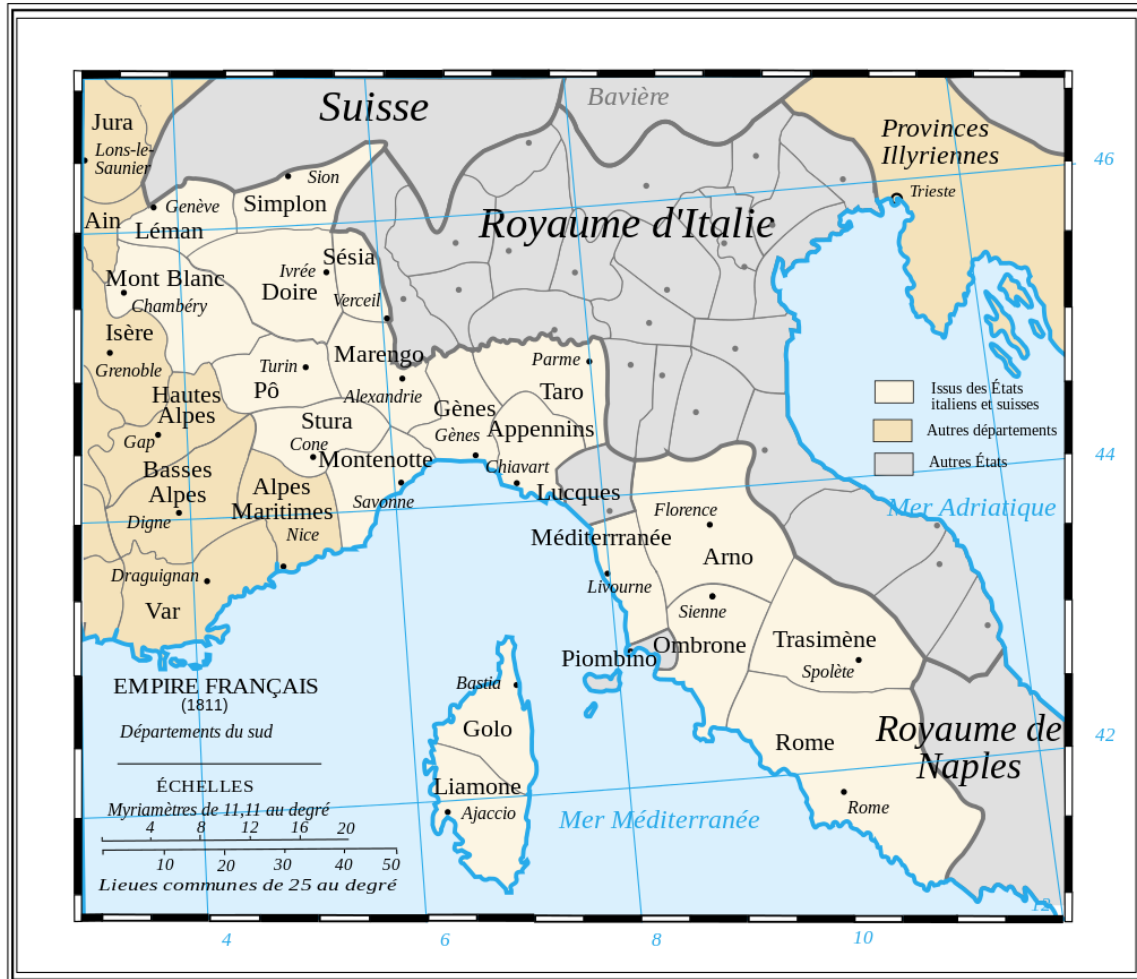 Suisse
Bavière
Jura
Lons-le-
Saunier
Provinces
Illyriennes
46
Trieste
Sion
Simplon
Genève
Ain
Léman
Royaume d'Italie
Sésia
Ivrée
Doire
Mont Blanc
Chambéry
Verceil
Isère
Grenoble
Marengo
Turin
Parme
Hautes
Alpes
Pô
Alexandrie
Taro
Issus des États
italiens et suisses
Gènes
Stura
Gap
Cone
Gènes
Appennins
Autres départements
Basses
Alpes
Montenotte
Chiavart
Autres États
44
Alpes
Maritimes
Savonne
Lucques
Mer Adriatique
Digne
Nice
Florence
Méditerrranée
Arno
Draguignan
Livourne
Var
Sienne
Trasimène
Piombino
Ombrone
Spolète
EMPIRE FRANÇAIS
(1811)
Départements du sud
Bastia
Golo
Rome
Royaume de
Naples
42
ÉCHELLES
Myriamètres de 11,11 au degré
4 8 12 16 20
10 20 30 40 50
Lieues communes de 25 au degré
Liamone
Ajaccio
Mer Méditerranée
Rome
12
4 6 8 10